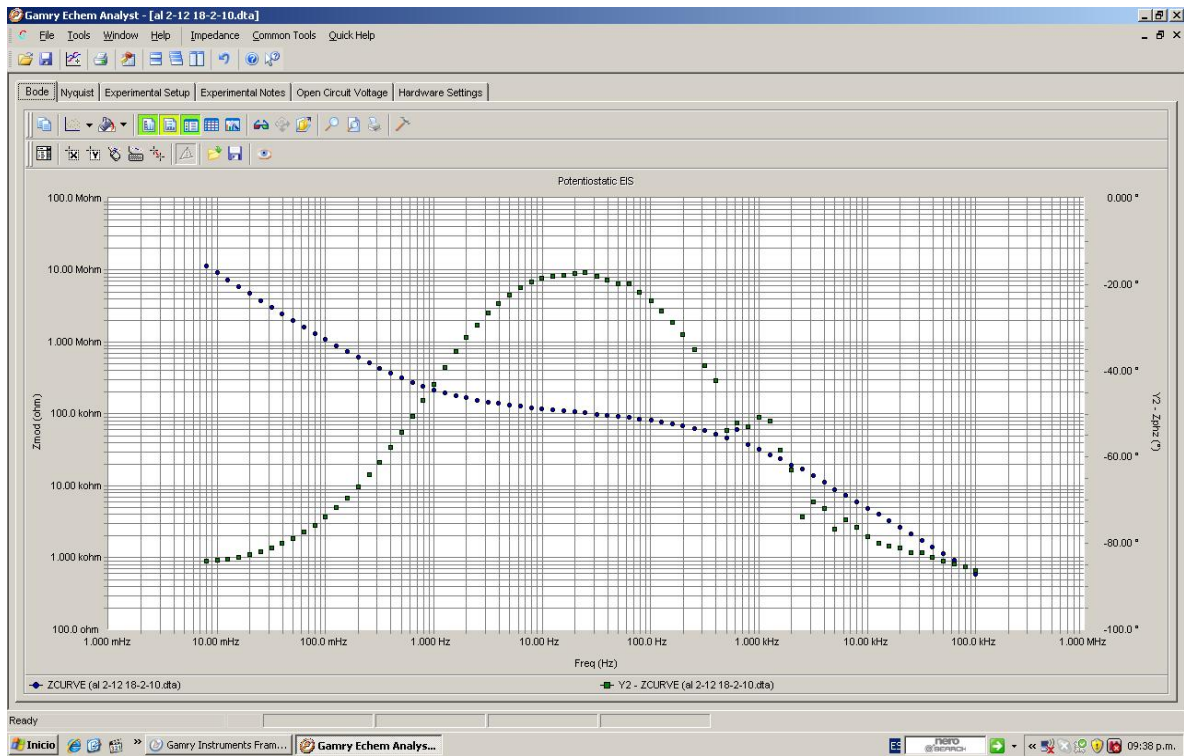 Gamry Echem Analyst - [al 2-12 18-2-10.dta]
File Tools Window Help Impedance Common Tools Quick Help
Bode Nyquist Experimental Setup Experimental Notes Open Circuit Voltage Hardware Settings
Potentiostatic EIS
100.0 Mohm
10.00 Mohm
1.000 Mohm
100.0 kohm
10.00 kohm
1.000 kohm
100.0 ohm
Zmod (ohm)
0.000 °
-20.00 °
-40.00 °
-60.00 °
-80.00 °
-100.0 °
Y2 - Zphz (°)
1.000 mHz 10.00 mHz 100.0 mHz 1.000 Hz 10.00 Hz 100.0 Hz 1.000 kHz 10.00 kHz 100.0 kHz 1.000 MHz
Freq (Hz)
ZCURVE (al 2-12 18-2-10.dta) Y2 - ZCURVE (al 2-12 18-2-10.dta)
Ready
Inicio » Gamry Instruments Fram... Gamry Echem Analys... ES nero SEARCH « 09:38 p.m.